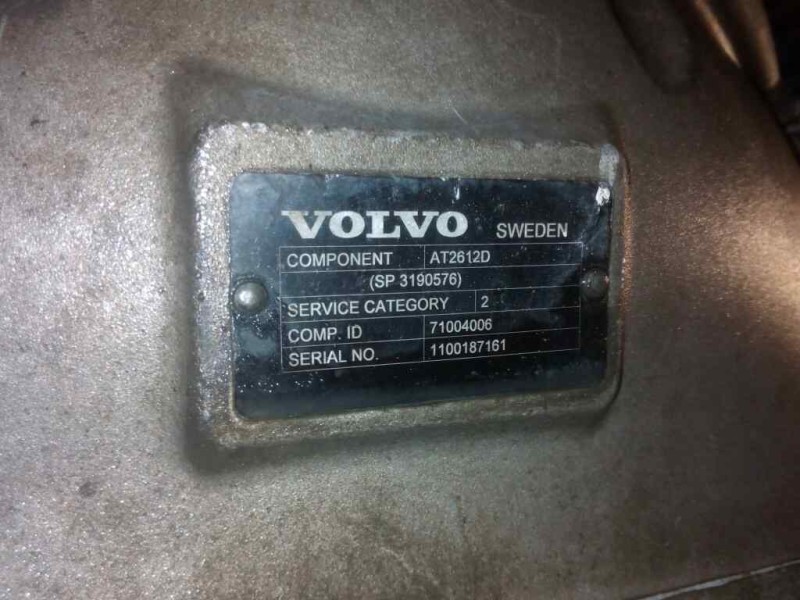 VOLVO SWEDEN
COMPONENT AT2612D
(SP 3190576)
SERVICE CATEGORY 2
COMP. ID 71004006
SERIAL NO. 1100187161